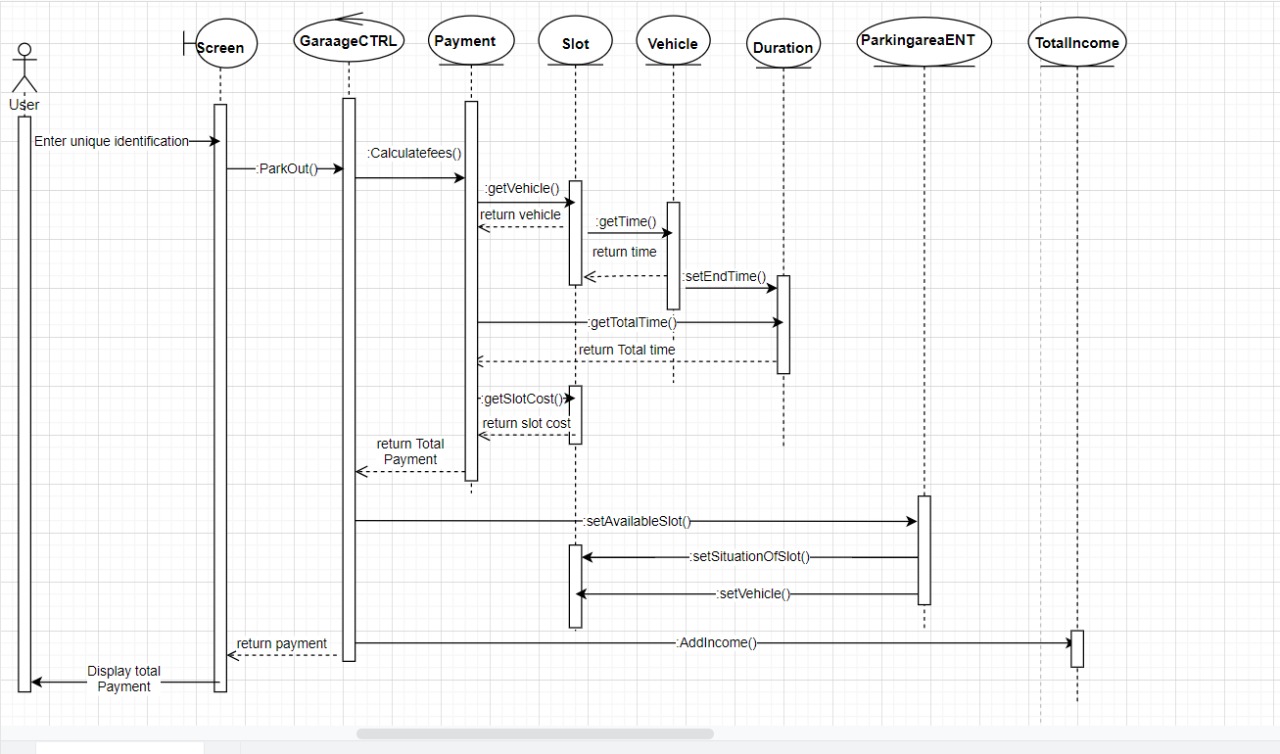 Screen
GaraageCTRL
Payment
Slot
Vehicle
Duration
ParkingareaENT
TotalIncome
User
Enter unique identification
:ParkOut()
:Calculatefees()
:getVehicle()
return vehicle
:getTime()
return time
:setEndTime()
:getTotalTime()
return Total time
:getSlotCost()
return slot cost
return Total
Payment
:setAvailableSlot()
:setSituationOfSlot()
:setVehicle()
:AddIncome()
return payment
Display total
Payment